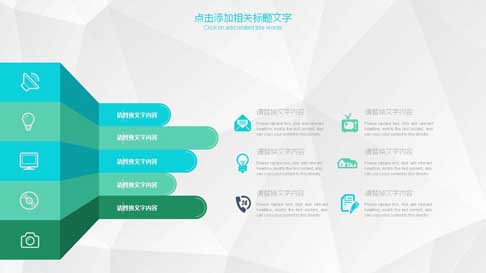 点击添加相关标题文字
Click on add related title words
请替换文字内容
请替换文字内容
请替换文字内容
请替换文字内容
请替换文字内容
请替换文字内容
Please replace text, click add relevant
headline, modify the text content, also
can copy your content to this directly.
请替换文字内容
Please replace text, click add relevant
headline, modify the text content, also
can copy your content to this directly.
请替换文字内容
Please replace text, click add relevant
headline, modify the text content, also
can copy your content to this directly.
请替换文字内容
Please replace text, click add relevant
headline, modify the text content, also
can copy your content to this directly.
24
请替换文字内容
Please replace text, click add relevant
headline, modify the text content, also
can copy your content to this directly.
请替换文字内容
Please replace text, click add relevant
headline, modify the text content, also
can copy your content to this directly.